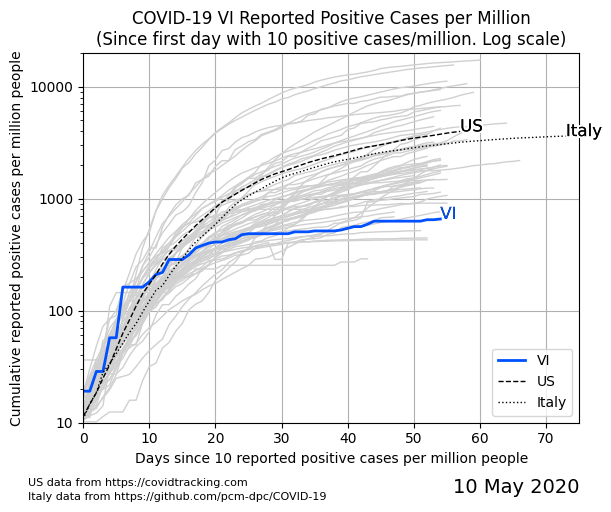 COVID-19 VI Reported Positive Cases per Million
(Since first day with 10 positive cases/million. Log scale)
Cumulative reported positive cases per million people
10000
1000
100
10
US
Italy
VI
VI
US
Italy
0 10 20 30 40 50 60 70
Days since 10 reported positive cases per million people
US data from https://covidtracking.com
Italy data from https://github.com/pcm-dpc/COVID-19
10 May 2020